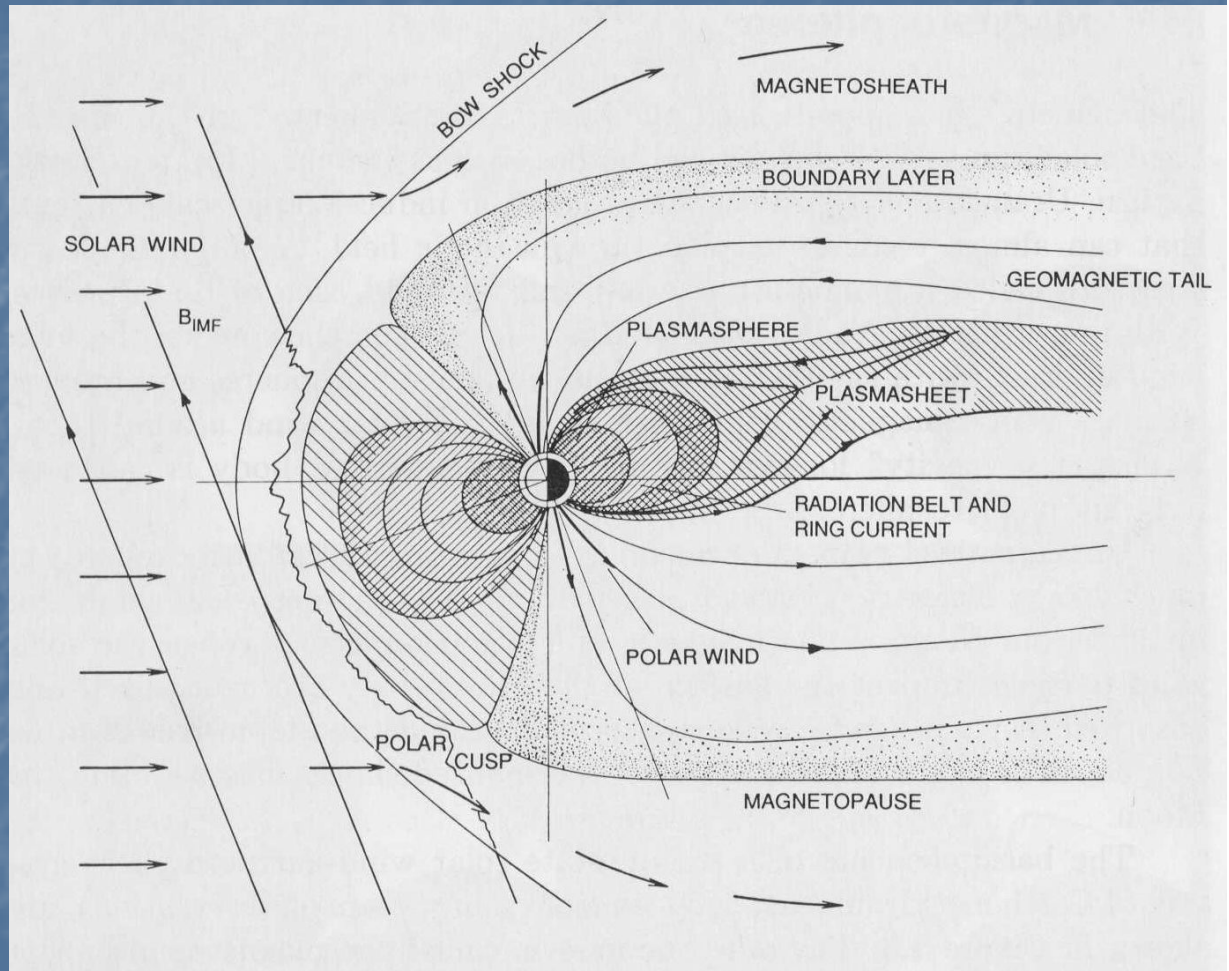 BOW SHOCK
MAGNETOSHEATH
BOUNDARY LAYER
SOLAR WIND
GEOMAGNETIC TAIL
B_IMF
PLASMASPHERE
PLASMASHEET
RADIATION BELT AND
RING CURRENT
POLAR WIND
POLAR
CUSP
MAGNETOPAUSE